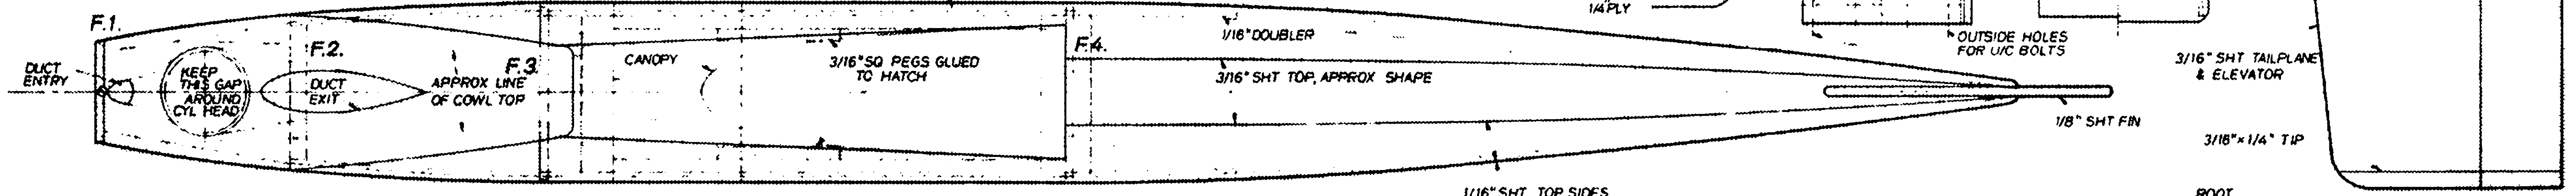 F.1.
DUCT
ENTRY
KEEP
THIS GAP
AROUND
CYL HEAD
F.2.
DUCT
EXIT
APPROX LINE
OF COWL TOP
F.3.
CANOPY
3/16" SQ PEGS GLUED
TO HATCH
F.4.
1/16" DOUBLER
3/16" SHT TOP, APPROX SHAPE
1/16" SHT TOP SIDES
1/4 PLY
OUTSIDE HOLES
FOR U/C BOLTS
1/8" SHT FIN
3/16" SHT TAILPLANE
& ELEVATOR
3/16" × 1/4" TIP
ROOT